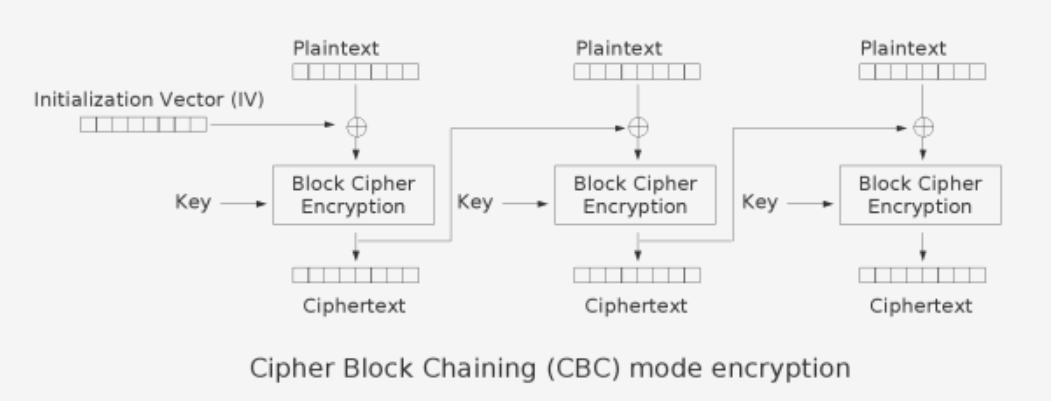 Plaintext
Plaintext
Plaintext
Initialization Vector (IV)
Key
Block Cipher
Encryption
Key
Block Cipher
Encryption
Key
Block Cipher
Encryption
Ciphertext
Ciphertext
Ciphertext
Cipher Block Chaining (CBC) mode encryption